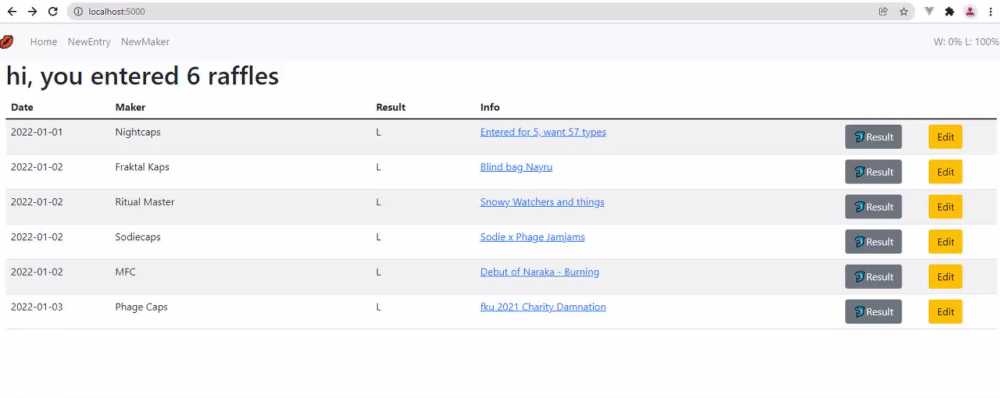 localhost:5000
Home NewEntry NewMaker W: 0% L: 100%
hi, you entered 6 raffles
Date Maker Result Info
2022-01-01 Nightcaps L Entered for 5, want 57 types Result Edit
2022-01-02 Fraktal Kaps L Blind bag Nayru Result Edit
2022-01-02 Ritual Master L Snowy Watchers and things Result Edit
2022-01-02 Sodiecaps L Sodie x Phage Jamjams Result Edit
2022-01-02 MFC L Debut of Naraka - Burning Result Edit
2022-01-03 Phage Caps L fku 2021 Charity Damnation Result Edit